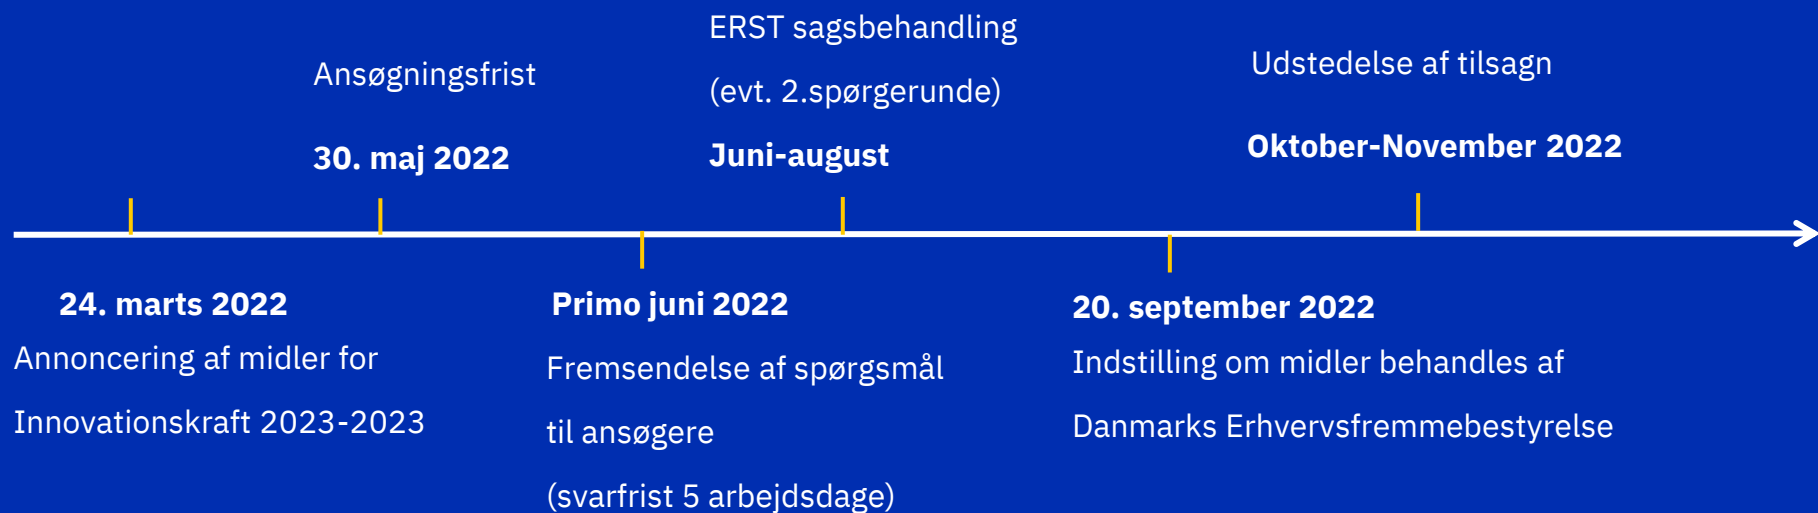 Ansøgningsfrist
30. maj 2022
ERST sagsbehandling
(evt. 2.spørgerunde)
Juni-august
Udstedelse af tilsagn
Oktober-November 2022
24. marts 2022
Annoncering af midler for
Innovationskraft 2023-2023
Primo juni 2022
Fremsendelse af spørgsmål
til ansøgere
(svarfrist 5 arbejdsdage)
20. september 2022
Indstilling om midler behandles af
Danmarks Erhvervsfremmebestyrelse